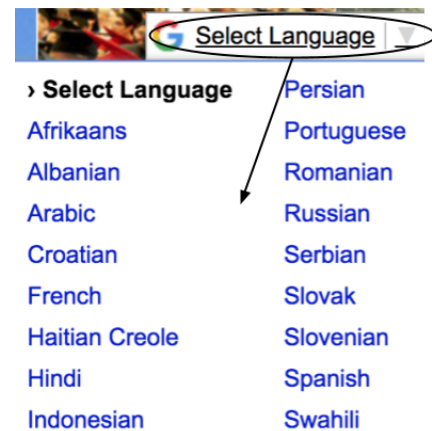 Select Language ▼
› Select Language
Afrikaans
Albanian
Arabic
Croatian
French
Haitian Creole
Hindi
Indonesian
Persian
Portuguese
Romanian
Russian
Serbian
Slovak
Slovenian
Spanish
Swahili